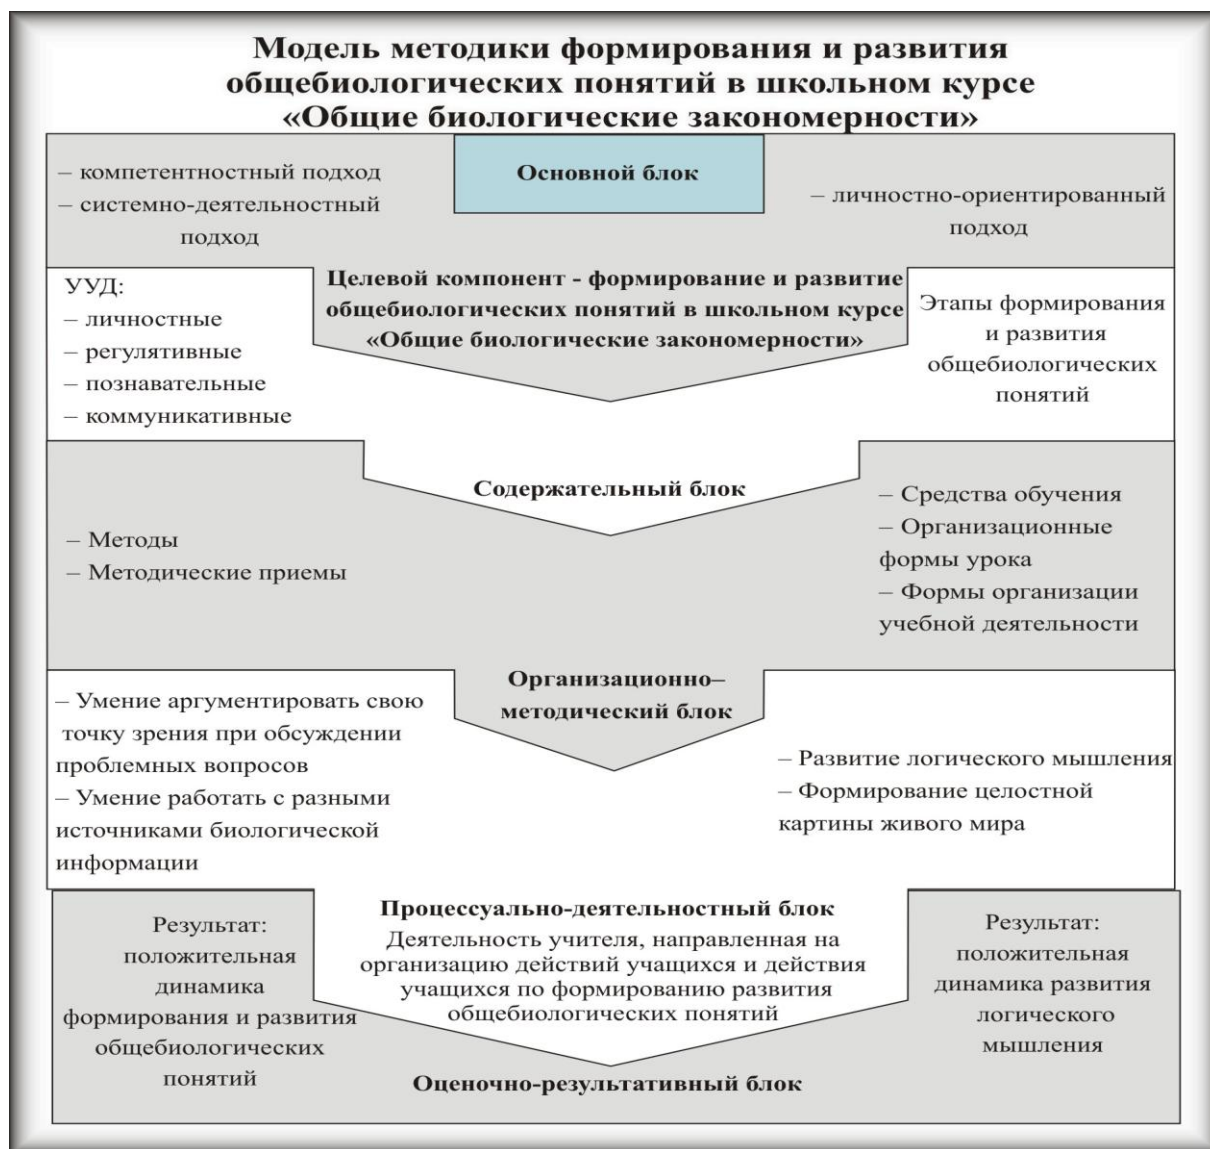 Модель методики формирования и развития
общебиологических понятий в школьном курсе
«Общие биологические закономерности»
– компетентностный подход
– системно-деятельностный
подход
Основной блок
– личностно-ориентированный
подход
Целевой компонент - формирование и развитие
общебиологических понятий в школьном курсе
«Общие биологические закономерности»
УУД:
– личностные
– регулятивные
– познавательные
– коммуникативные
Этапы формирования
и развития
общебиологических
понятий
Содержательный блок
– Методы
– Методические приемы
– Средства обучения
– Организационные
формы урока
– Формы организации
учебной деятельности
Организационно–
методический блок
– Умение аргументировать свою
точку зрения при обсуждении
проблемных вопросов
– Умение работать с разными
источниками биологической
информации
– Развитие логического мышления
– Формирование целостной
картины живого мира
Процессуально-деятельностный блок
Деятельность учителя, направленная на
организацию действий учащихся и действия
учащихся по формированию развития
общебиологических понятий
Результат:
положительная
динамика
формирования и развития
общебиологических
понятий
Результат:
положительная
динамика развития
логического
мышления
Оценочно-результативный блок